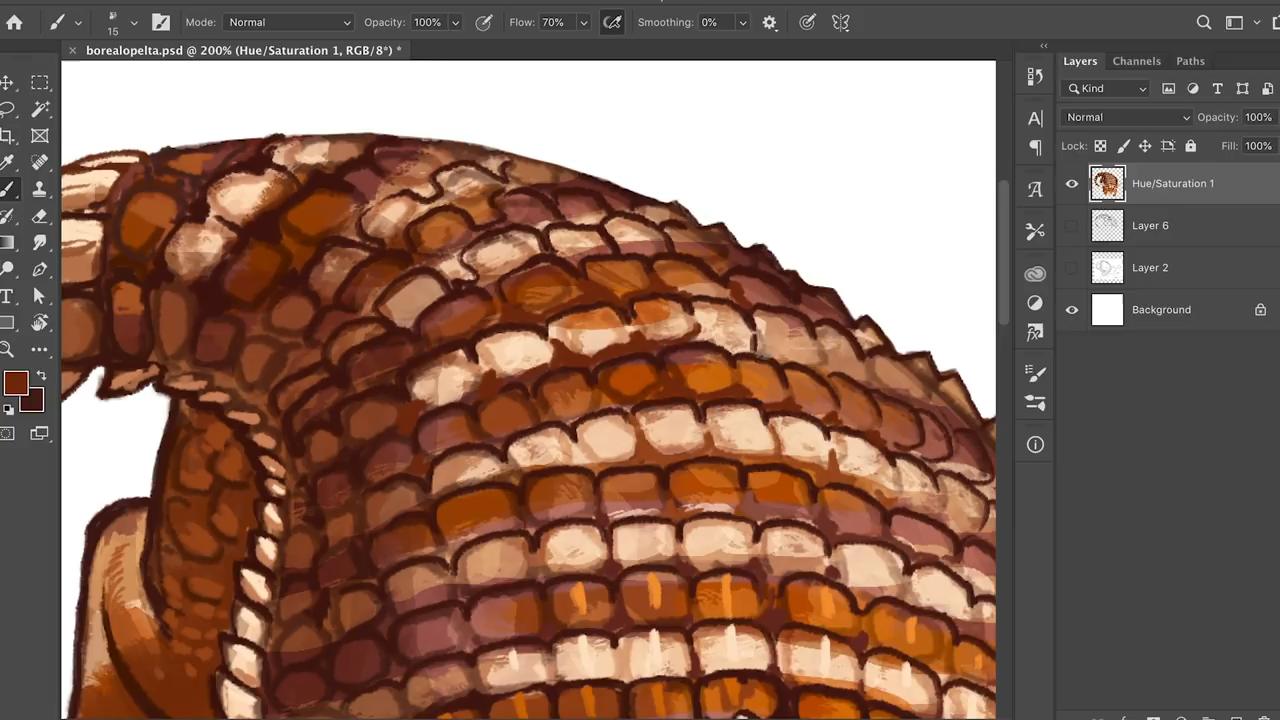 15 Mode: Normal Opacity: 100% Flow: 70% Smoothing: 0%
borealopelta.psd @ 200% (Hue/Saturation 1, RGB/8*) *
Layers Channels Paths
Kind
Normal Opacity: 100%
Lock: Fill: 100%
Hue/Saturation 1
Layer 6
Layer 2
Background